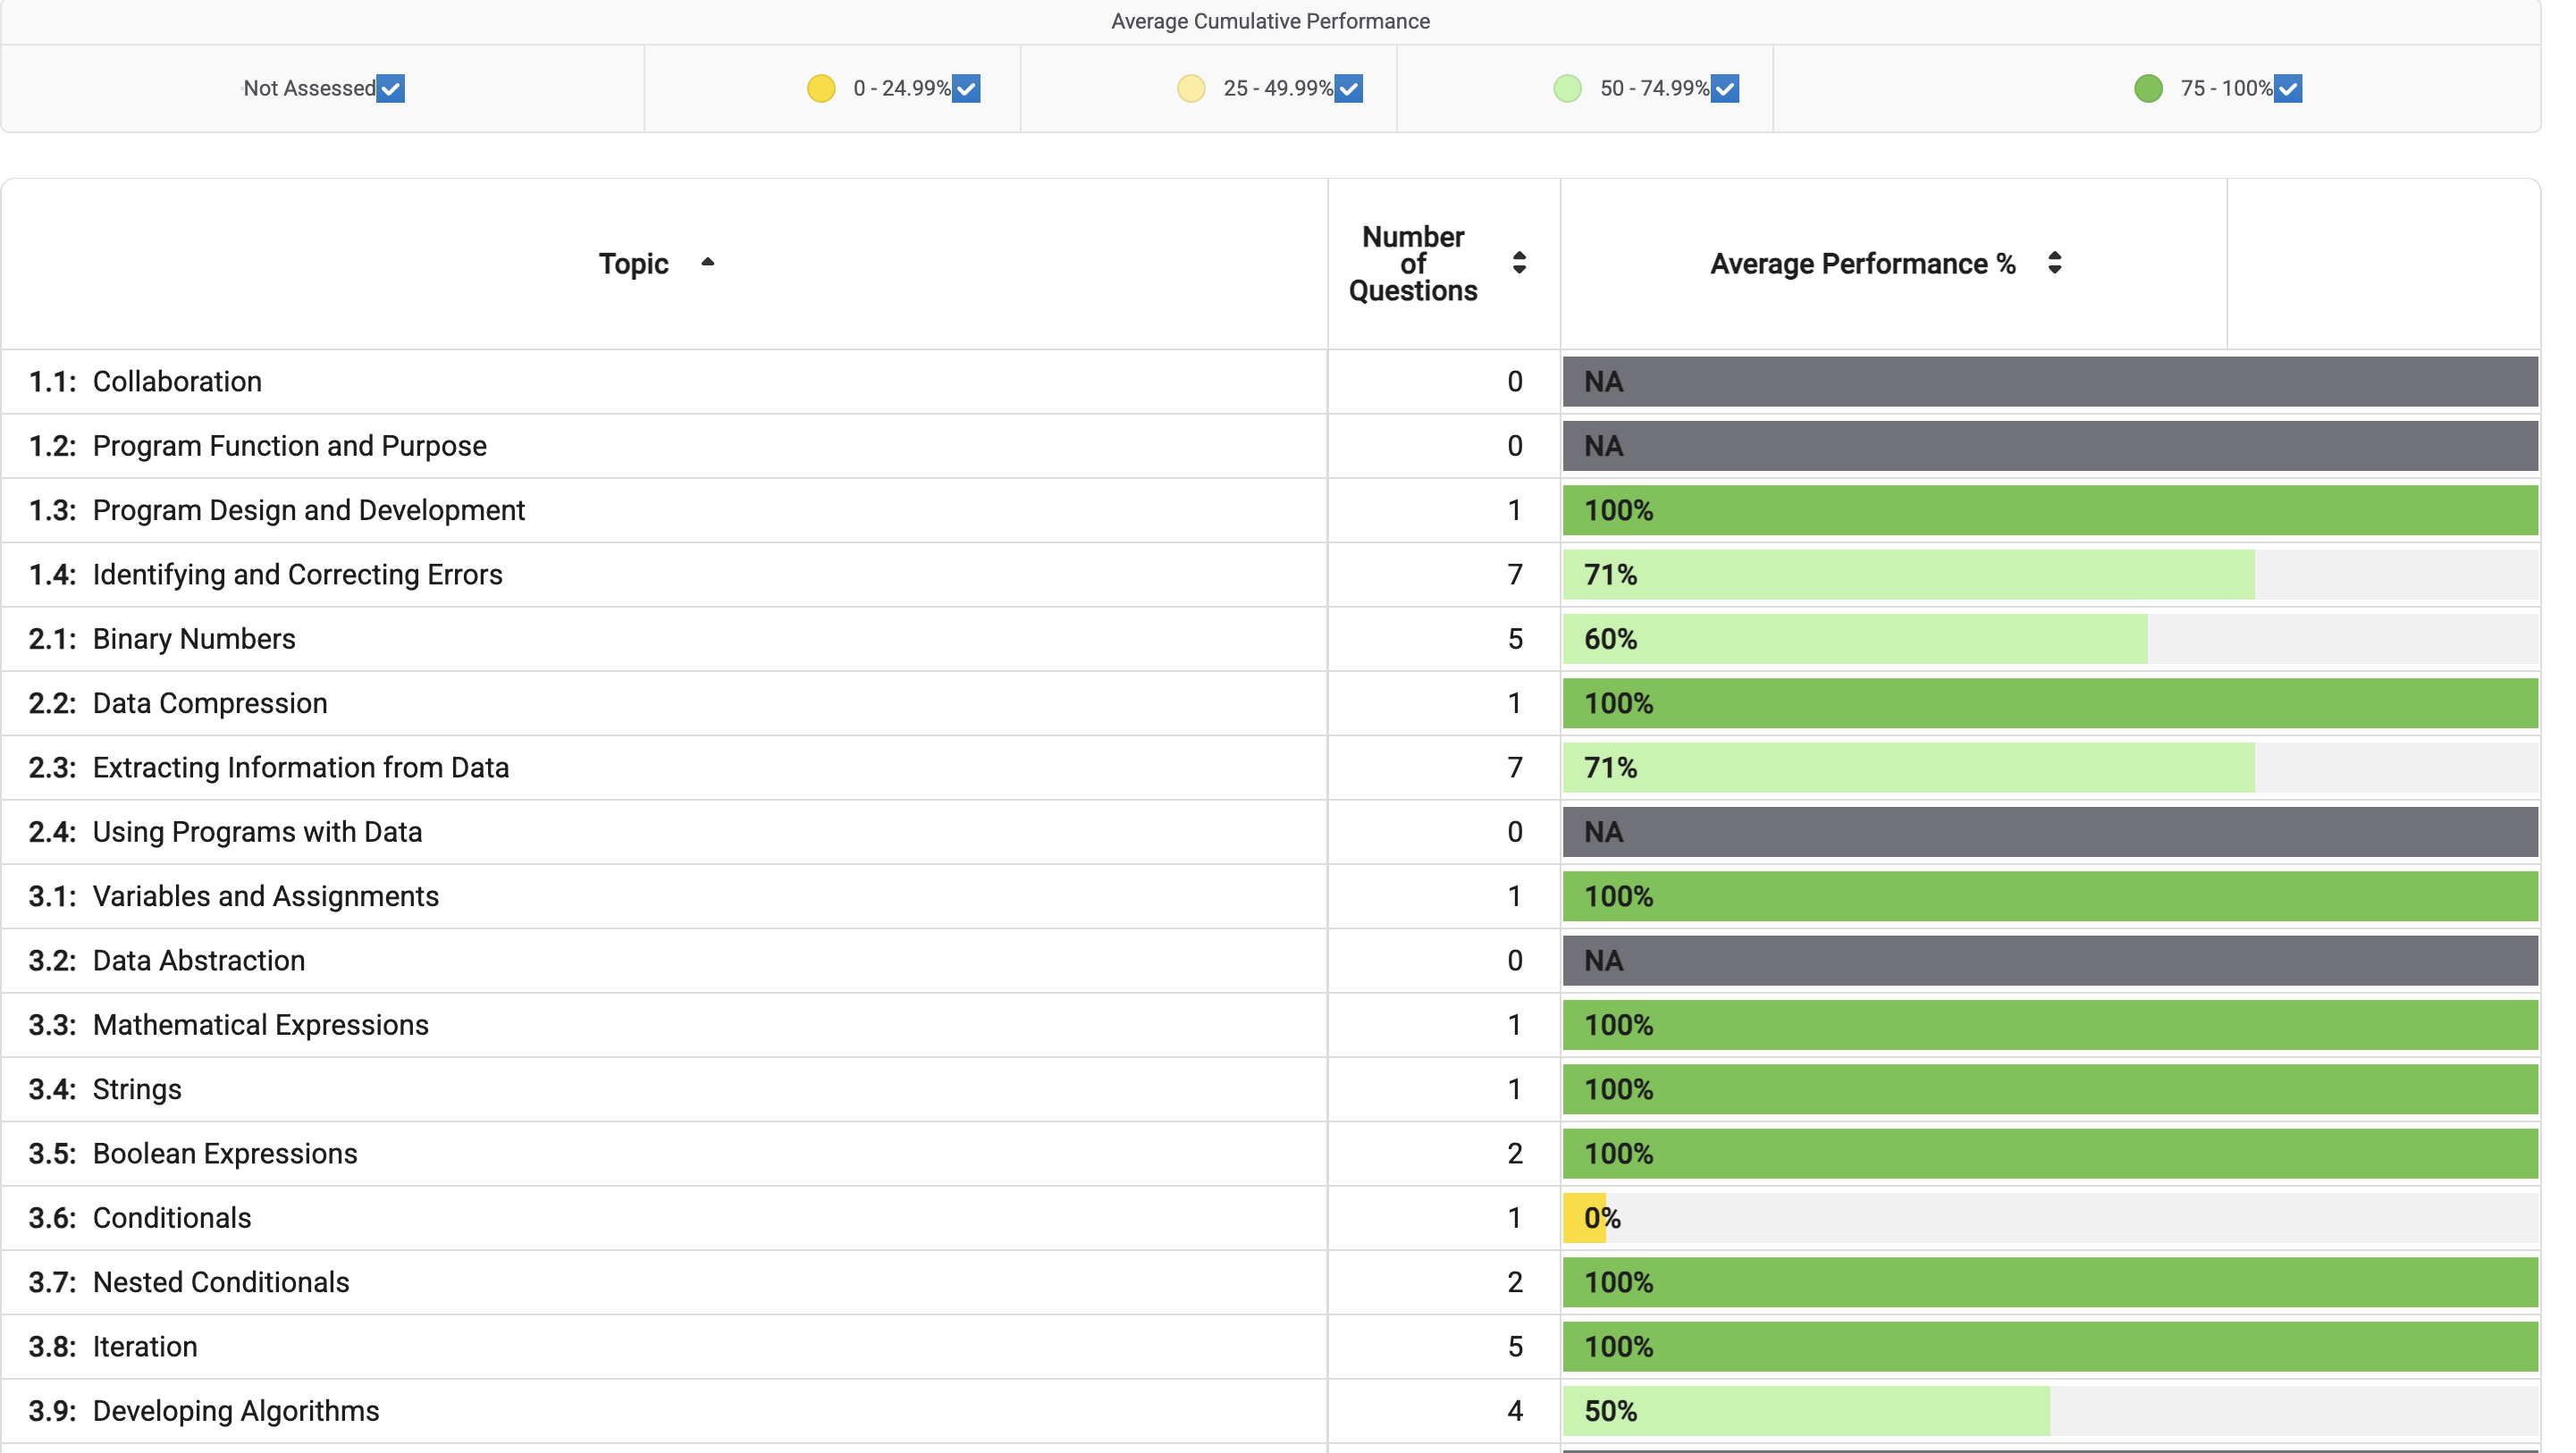 Average Cumulative Performance
Not Assessed 0 - 24.99% 25 - 49.99% 50 - 74.99% 75 - 100%
Topic Number of Questions Average Performance %
1.1: Collaboration 0 NA
1.2: Program Function and Purpose 0 NA
1.3: Program Design and Development 1 100%
1.4: Identifying and Correcting Errors 7 71%
2.1: Binary Numbers 5 60%
2.2: Data Compression 1 100%
2.3: Extracting Information from Data 7 71%
2.4: Using Programs with Data 0 NA
3.1: Variables and Assignments 1 100%
3.2: Data Abstraction 0 NA
3.3: Mathematical Expressions 1 100%
3.4: Strings 1 100%
3.5: Boolean Expressions 2 100%
3.6: Conditionals 1 0%
3.7: Nested Conditionals 2 100%
3.8: Iteration 5 100%
3.9: Developing Algorithms 4 50%